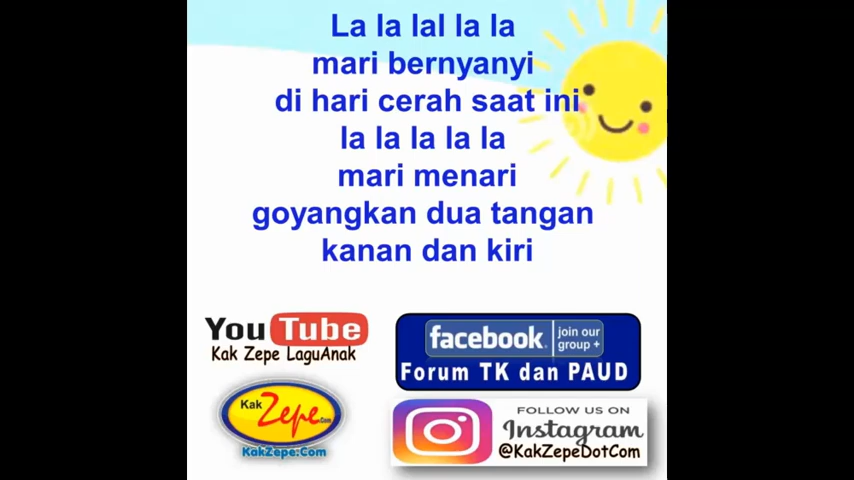 La la lal la la
mari bernyanyi
di hari cerah saat ini
la la la la la
mari menari
goyangkan dua tangan
kanan dan kiri
YouTube
Kak Zepe LaguAnak
facebook. join our group +
Forum TK dan PAUD
Kak Zepe.Com
KakZepe.Com
FOLLOW US ON
Instagram
@KakZepeDotCom